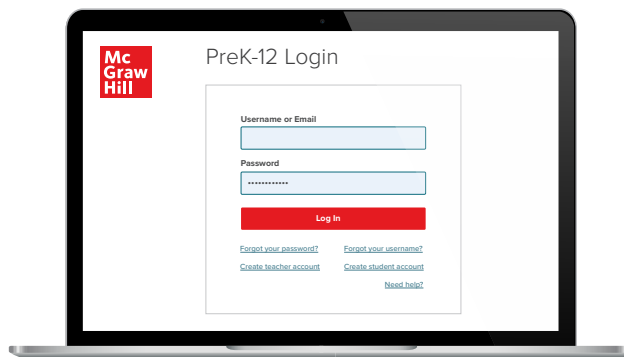 Mc
Graw
Hill
PreK-12 Login
Username or Email
Password
••••••••••••
Log In
Forgot your password? Forgot your username?
Create teacher account Create student account
Need help?